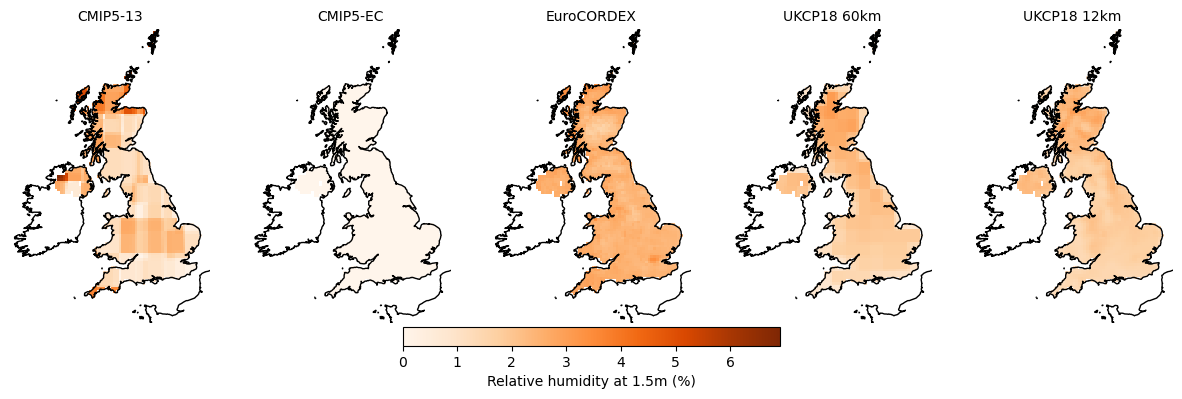 CMIP5-13 CMIP5-EC EuroCORDEX UKCP18 60km UKCP18 12km
0 1 2 3 4 5 6
Relative humidity at 1.5m (%)